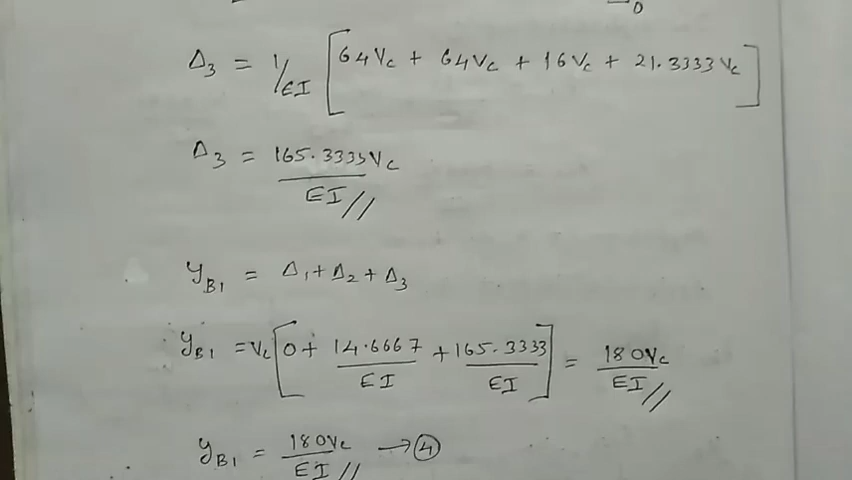 0
Δ3 = 1/EI [64Vc + 64Vc + 16Vc + 21.3333Vc]
Δ3 = 165.3333Vc / EI //
yB1 = Δ1 + Δ2 + Δ3
yB1 = Vc [0 + 14.6667 / EI + 165.3333 / EI] = 180Vc / EI //
yB1 = 180Vc / EI // → ④